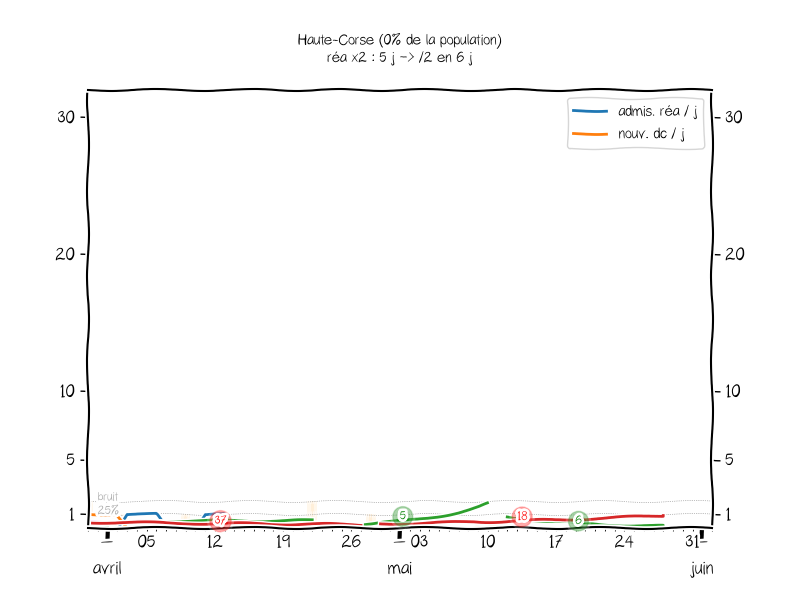 Haute-Corse (0% de la population)
réa x2 : 5 j -> /2 en 6 j
admis. réa / j
nouv. dc / j
30 30
20 20
10 10
5 5
1 1
bruit
25%
37 5 18 6
05 12 19 26 03 10 17 24 31
avril mai juin